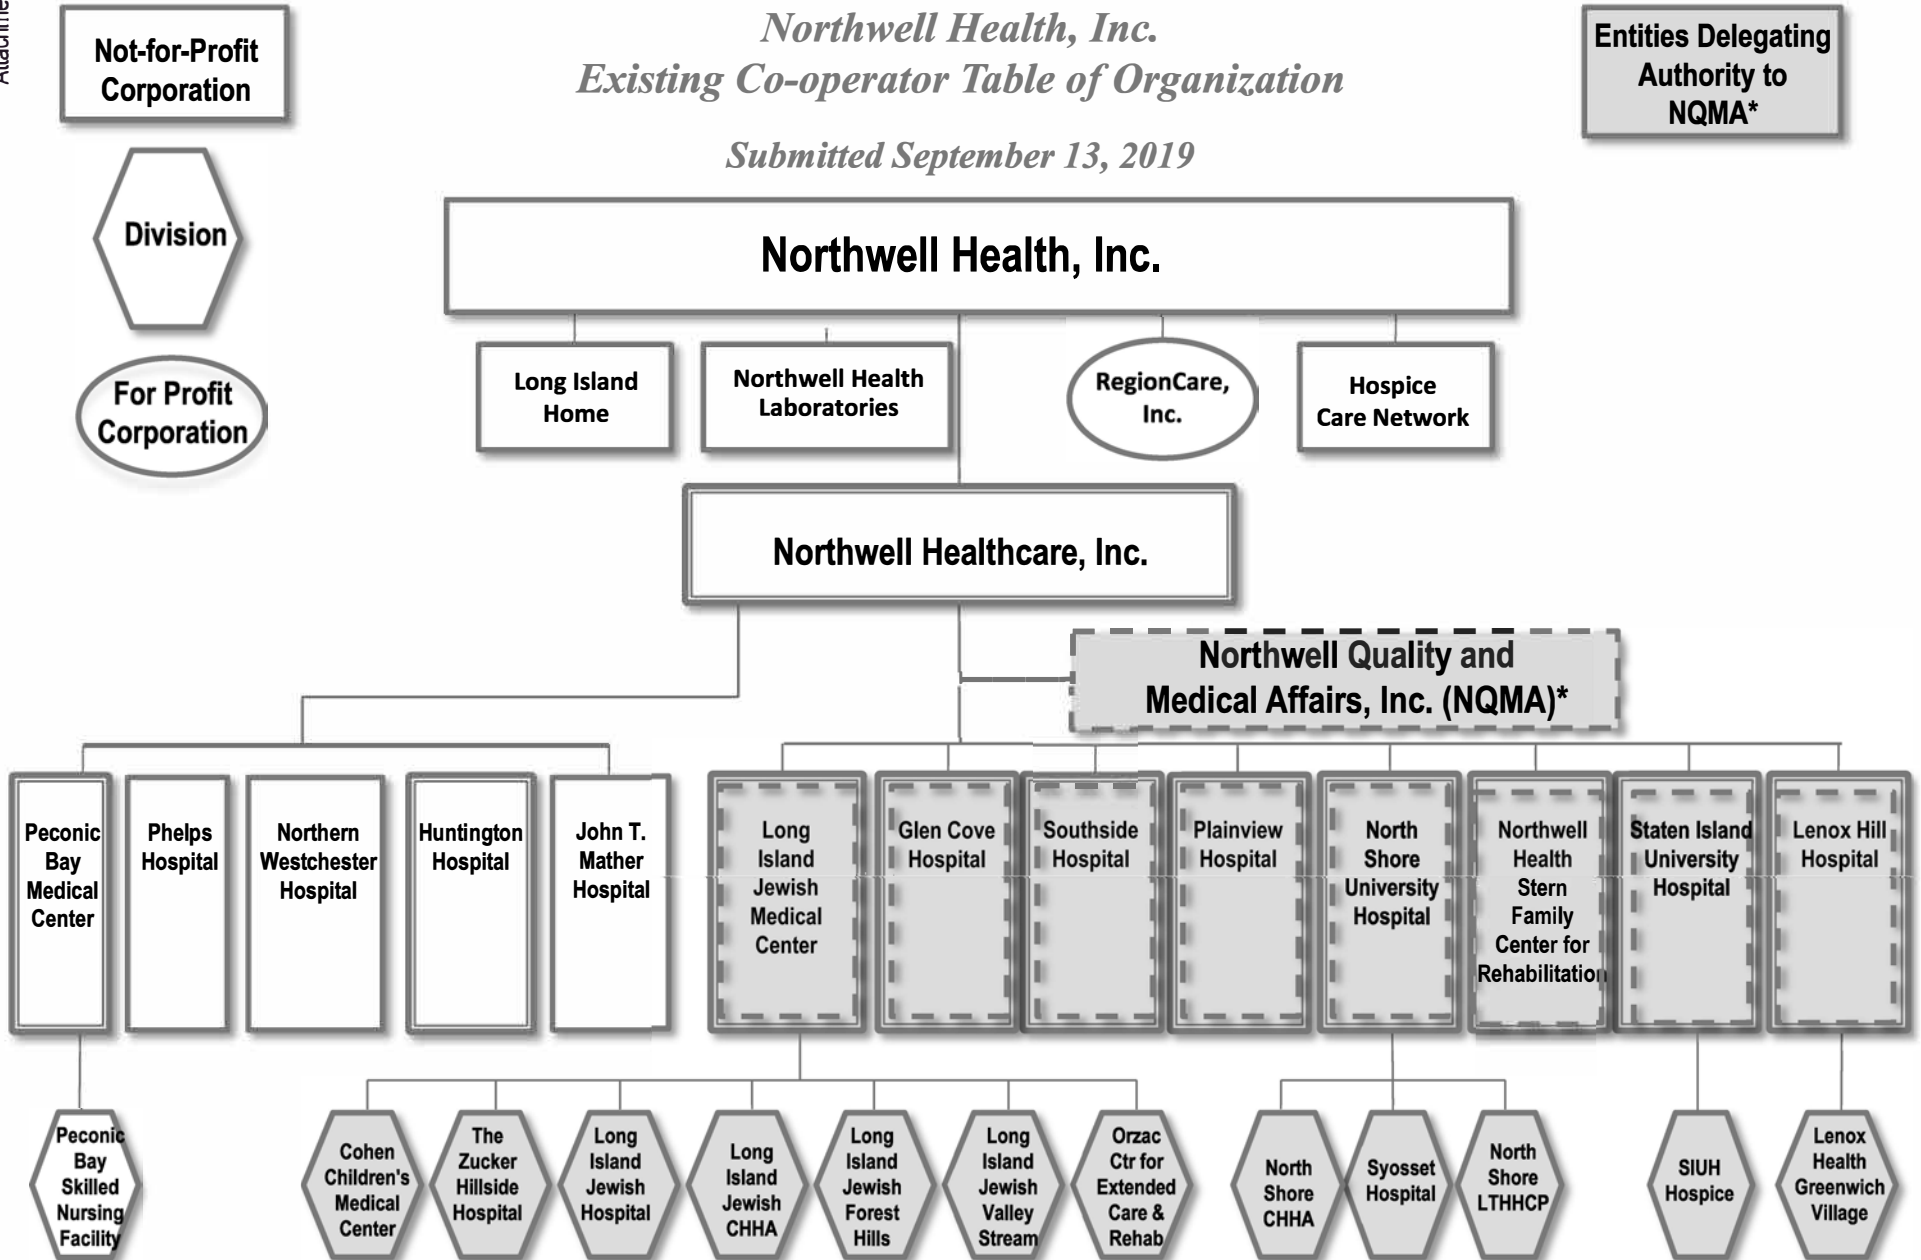 Not-for-Profit
Corporation
Northwell Health, Inc.
Existing Co-operator Table of Organization
Submitted September 13, 2019
Entities Delegating
Authority to
NQMA*
Division
For Profit
Corporation
Northwell Health, Inc.
Long Island
Home
Northwell Health
Laboratories
RegionCare,
Inc.
Hospice
Care Network
Northwell Healthcare, Inc.
Northwell Quality and
Medical Affairs, Inc. (NQMA)*
Peconic
Bay
Medical
Center
Phelps
Hospital
Northern
Westchester
Hospital
Huntington
Hospital
John T.
Mather
Hospital
Long
Island
Jewish
Medical
Center
Glen Cove
Hospital
Southside
Hospital
Plainview
Hospital
North
Shore
University
Hospital
Northwell
Health
Stern
Family
Center for
Rehabilitation
Staten Island
University
Hospital
Lenox Hill
Hospital
Peconic
Bay
Skilled
Nursing
Facility
Cohen
Children's
Medical
Center
The
Zucker
Hillside
Hospital
Long
Island
Jewish
Hospital
Long
Island
Jewish
CHHA
Long
Island
Jewish
Forest
Hills
Long
Island
Jewish
Valley
Stream
Orzac
Ctr for
Extended
Care &
Rehab
North
Shore
CHHA
Syosset
Hospital
North
Shore
LTHHCP
SIUH
Hospice
Lenox
Health
Greenwich
Village